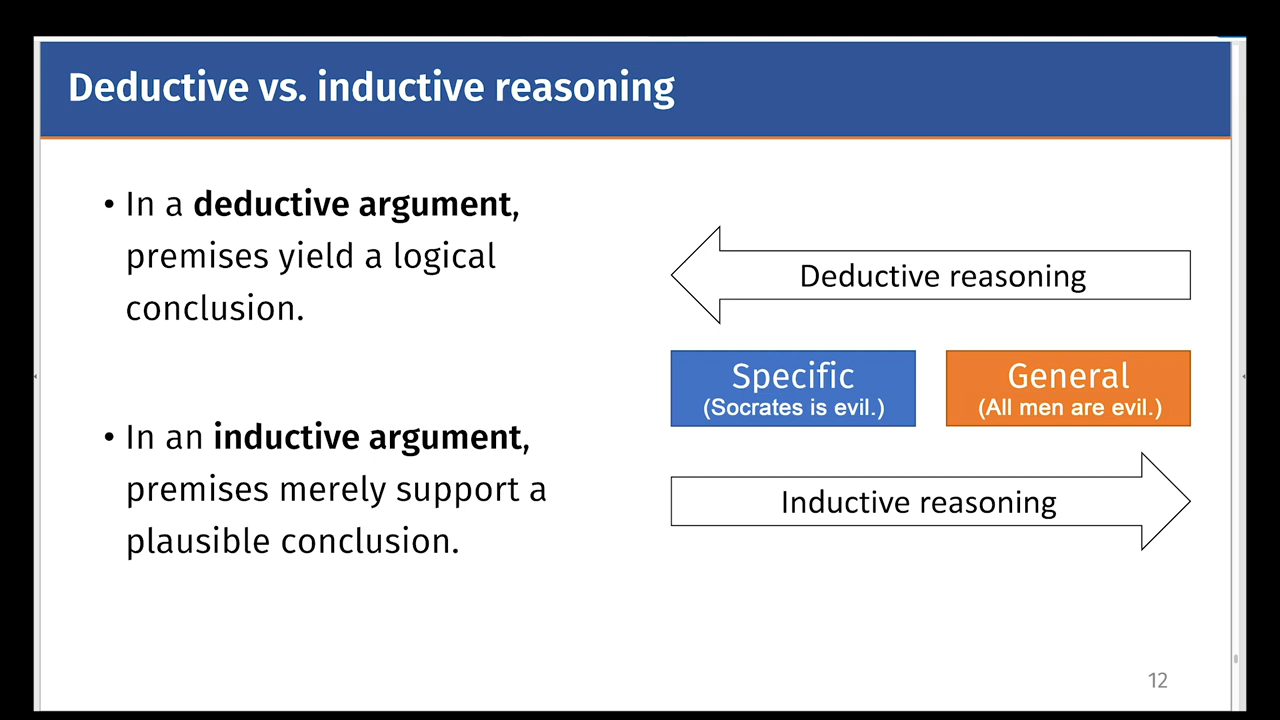 Deductive vs. inductive reasoning
• In a deductive argument,
premises yield a logical
conclusion.
• In an inductive argument,
premises merely support a
plausible conclusion.
Deductive reasoning
Specific
(Socrates is evil.)
General
(All men are evil.)
Inductive reasoning
12